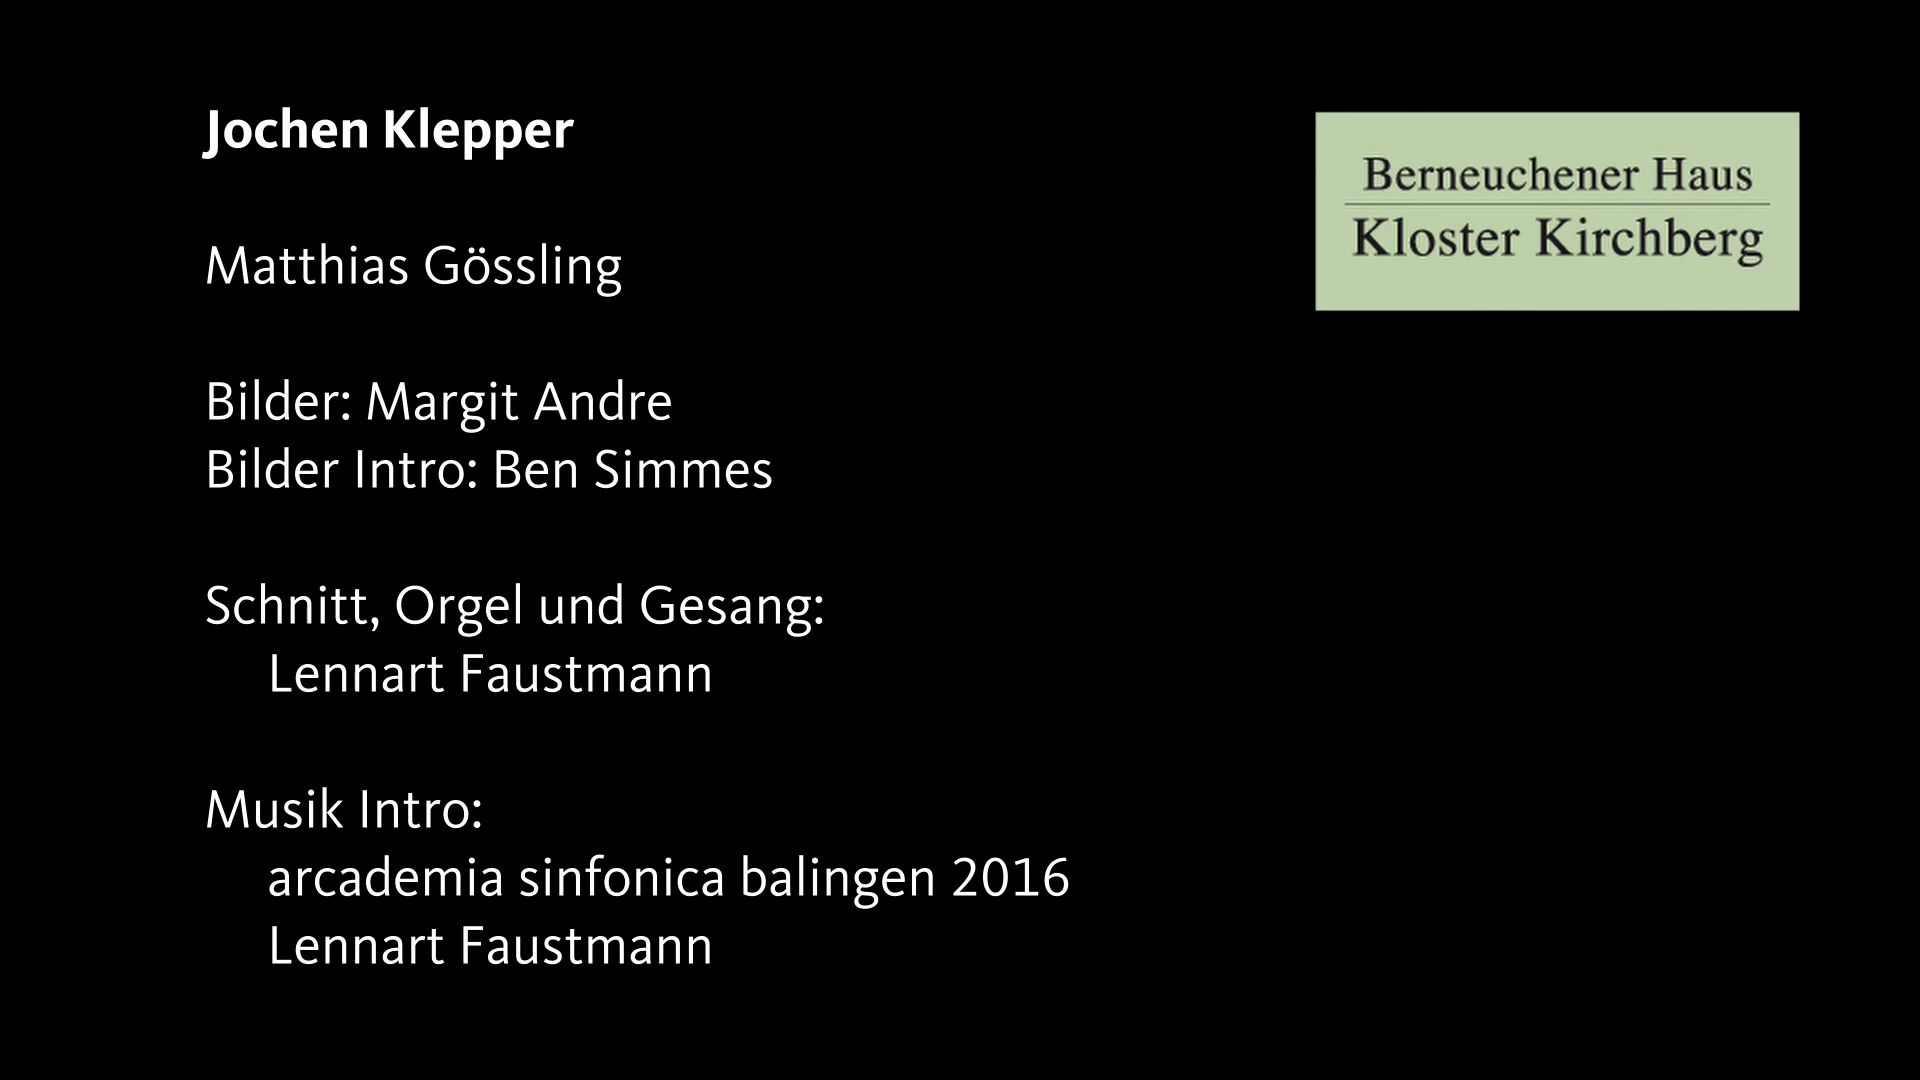 Jochen Klepper
Matthias Gössling
Bilder: Margit Andre
Bilder Intro: Ben Simmes
Schnitt, Orgel und Gesang:
Lennart Faustmann
Musik Intro:
arcademia sinfonica balingen 2016
Lennart Faustmann
Berneuchener Haus
Kloster Kirchberg